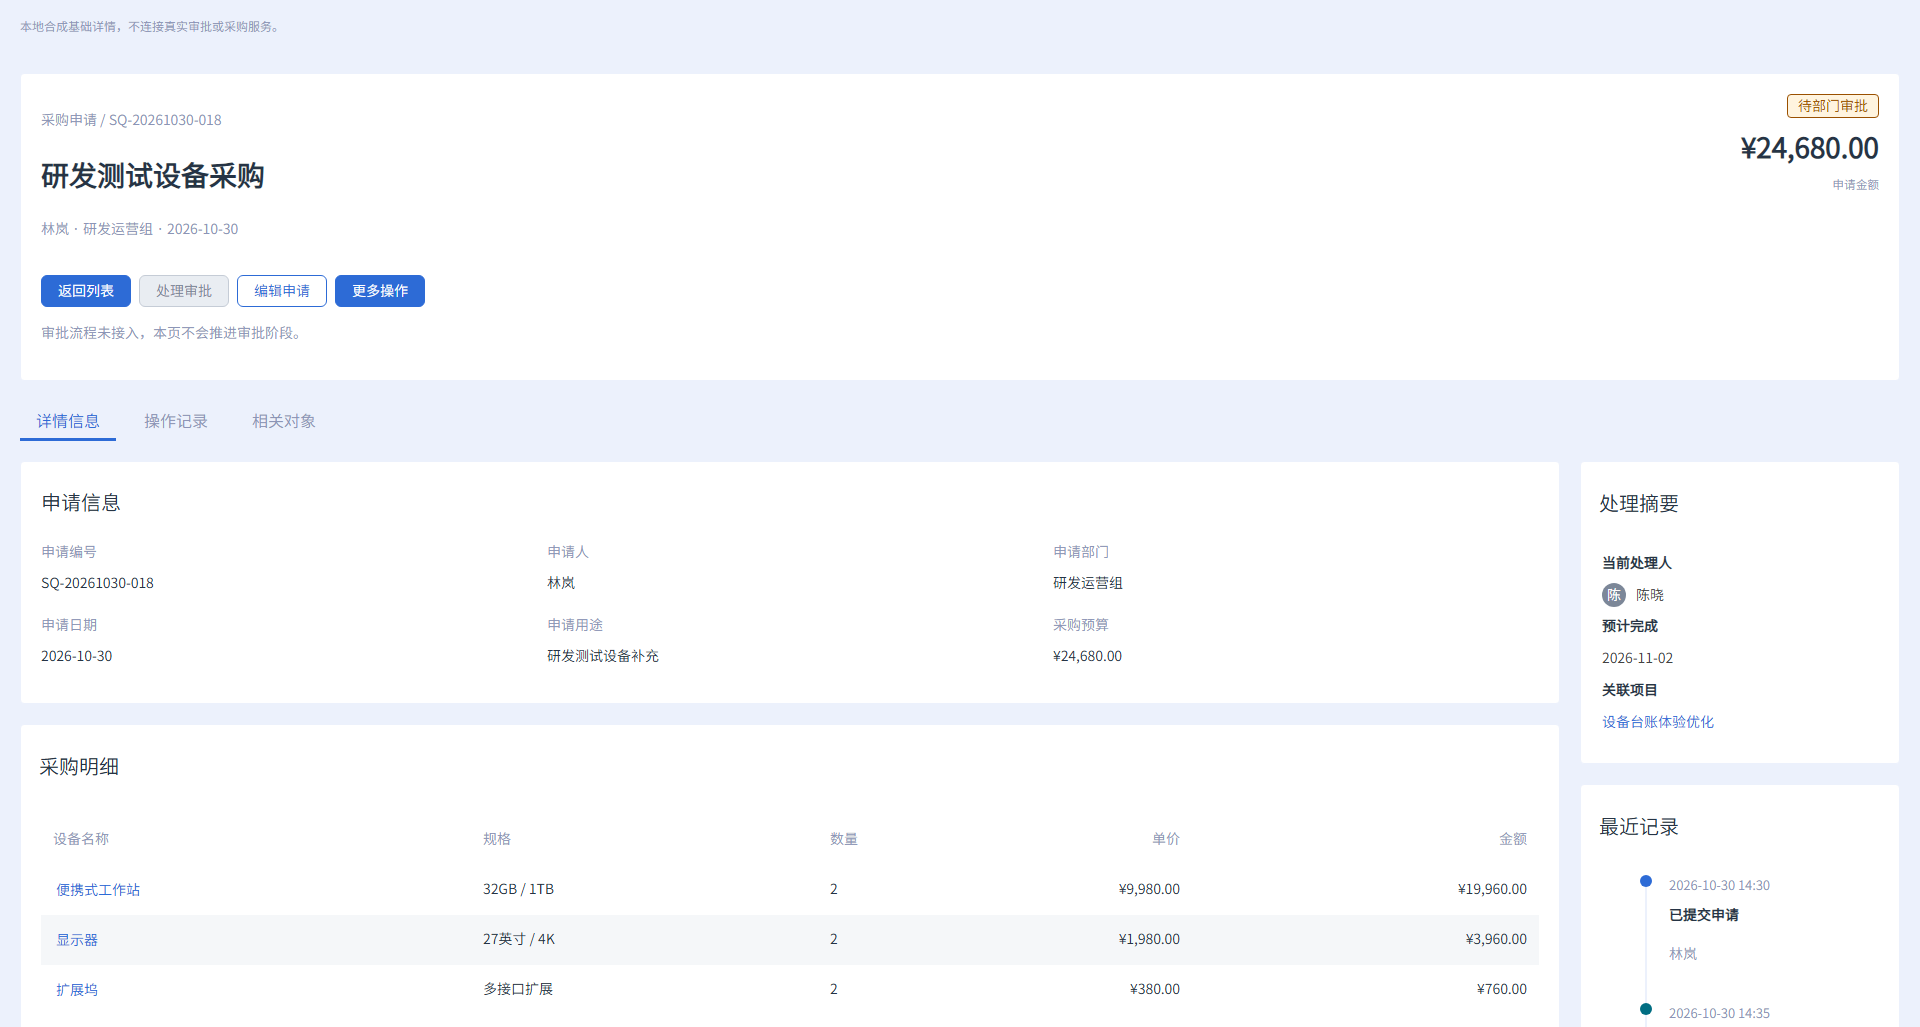 本地合成基础详情，不连接真实审批或采购服务。
采购申请 / SQ-20261030-018
待部门审批
¥24,680.00
申请金额
研发测试设备采购
林岚 · 研发运营组 · 2026-10-30
返回列表 处理审批 编辑申请 更多操作
审批流程未接入，本页不会推进审批阶段。
详情信息 操作记录 相关对象
申请信息
申请编号 申请人 申请部门
SQ-20261030-018 林岚 研发运营组
申请日期 申请用途 采购预算
2026-10-30 研发测试设备补充 ¥24,680.00
采购明细
设备名称 规格 数量 单价 金额
便携式工作站 32GB / 1TB 2 ¥9,980.00 ¥19,960.00
显示器 27英寸 / 4K 2 ¥1,980.00 ¥3,960.00
扩展坞 多接口扩展 2 ¥380.00 ¥760.00
处理摘要
当前处理人
陈 陈晓
预计完成
2026-11-02
关联项目
设备台账体验优化
最近记录
2026-10-30 14:30
已提交申请
林岚
2026-10-30 14:35